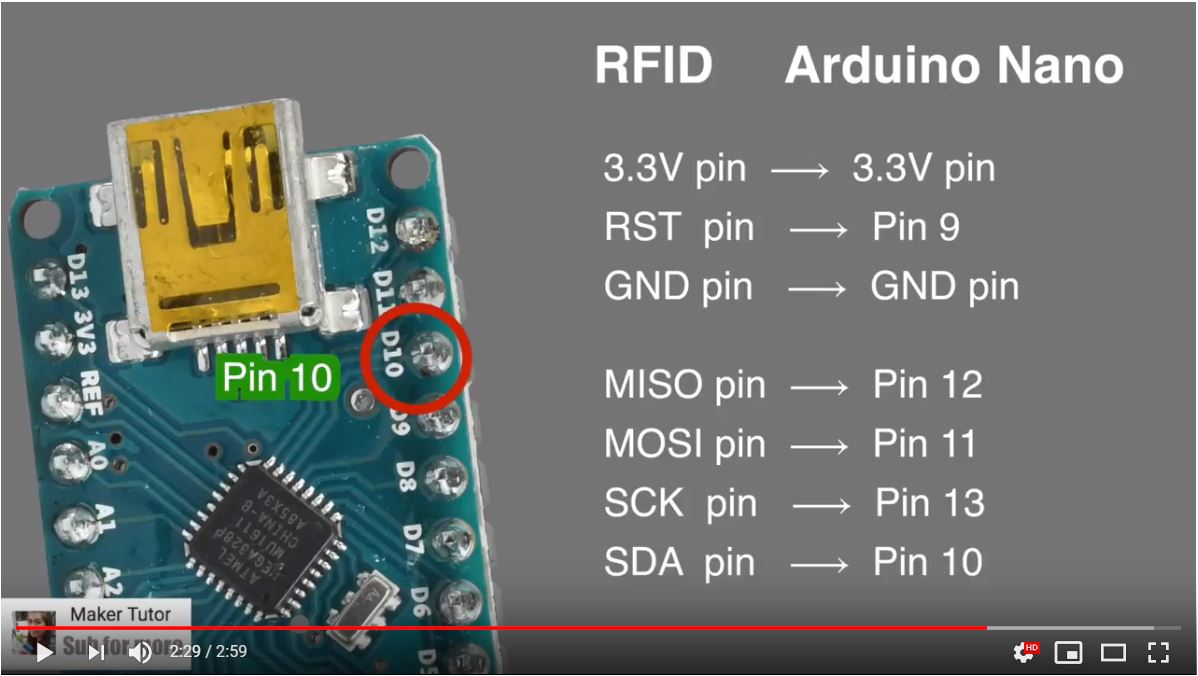 RFID Arduino Nano
3.3V pin → 3.3V pin
RST pin → Pin 9
GND pin → GND pin
MISO pin → Pin 12
MOSI pin → Pin 11
SCK pin → Pin 13
SDA pin → Pin 10
D12
D11
D10
D9
D8
D7
D6
D5
D13
3V3
REF
A0
A1
A2
Pin 10
ATMEL
CHINA-8
Maker Tutor
Sub for more
2:29 / 2:59
HD